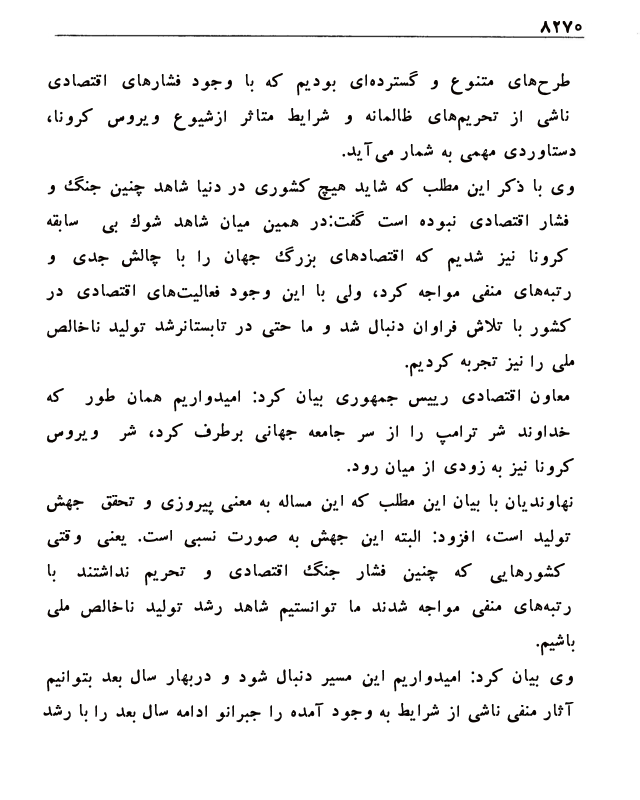 ۸۲۷۰
طرح‌های متنوع و گسترده‌ای بودیم که با وجود فشارهای اقتصادی
ناشی از تحریم‌های ظالمانه و شرایط متاثر ازشیوع ویروس کرونا،
دستاوردی مهمی به شمار می‌آید.
وی با ذکر این مطلب که شاید هیچ کشوری در دنیا شاهد چنین جنگ و
فشار اقتصادی نبوده است گفت:در همین میان شاهد شوک بی سابقه
کرونا نیز شدیم که اقتصادهای بزرگ جهان را با چالش جدی و
رتبه‌های منفی مواجه کرد، ولی با این وجود فعالیت‌های اقتصادی در
کشور با تلاش فراوان دنبال شد و ما حتی در تابستانرشد تولید ناخالص
ملی را نیز تجربه کردیم.
معاون اقتصادی رییس جمهوری بیان کرد: امیدواریم همان طور که
خداوند شر ترامپ را از سر جامعه جهانی برطرف کرد، شر ویروس
کرونا نیز به زودی از میان رود.
نهاوندیان با بیان این مطلب که این مساله به معنی پیروزی و تحقق جهش
تولید است، افزود: البته این جهش به صورت نسبی است. یعنی وقتی
کشورهایی که چنین فشار جنگ اقتصادی و تحریم نداشتند با
رتبه‌های منفی مواجه شدند ما توانستیم شاهد رشد تولید ناخالص ملی
باشیم.
وی بیان کرد: امیدواریم این مسیر دنبال شود و دربهار سال بعد بتوانیم
آثار منفی ناشی از شرایط به وجود آمده را جبرانو ادامه سال بعد را با رشد